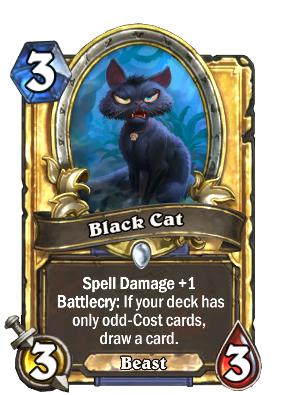 3
Black Cat
Spell Damage +1
Battlecry: If your deck has
only odd-Cost cards,
draw a card.
3
Beast
3